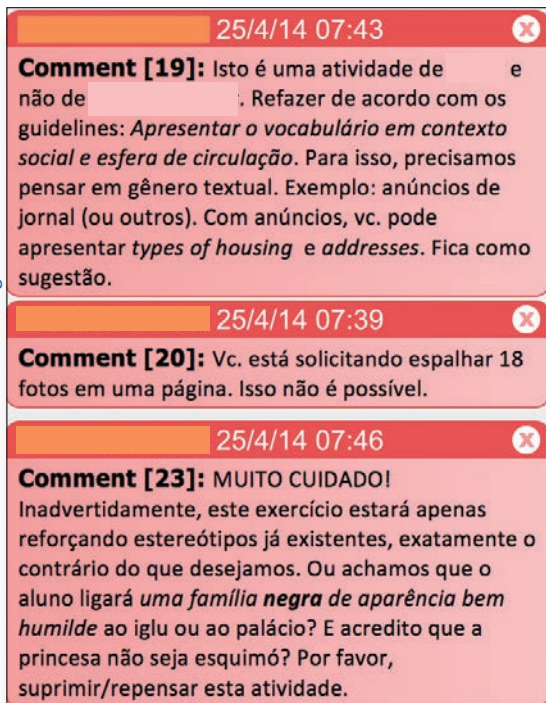 25/4/14 07:43
Comment [19]: Isto é uma atividade de e
não de . Refazer de acordo com os
guidelines: Apresentar o vocabulário em contexto
social e esfera de circulação. Para isso, precisamos
pensar em gênero textual. Exemplo: anúncios de
jornal (ou outros). Com anúncios, vc. pode
apresentar types of housing e addresses. Fica como
sugestão.
25/4/14 07:39
Comment [20]: Vc. está solicitando espalhar 18
fotos em uma página. Isso não é possível.
25/4/14 07:46
Comment [23]: MUITO CUIDADO!
Inadvertidamente, este exercício estará apenas
reforçando estereótipos já existentes, exatamente o
contrário do que desejamos. Ou achamos que o
aluno ligará uma família negra de aparência bem
humilde ao iglu ou ao palácio? E acredito que a
princesa não seja esquimó? Por favor,
suprimir/repensar esta atividade.